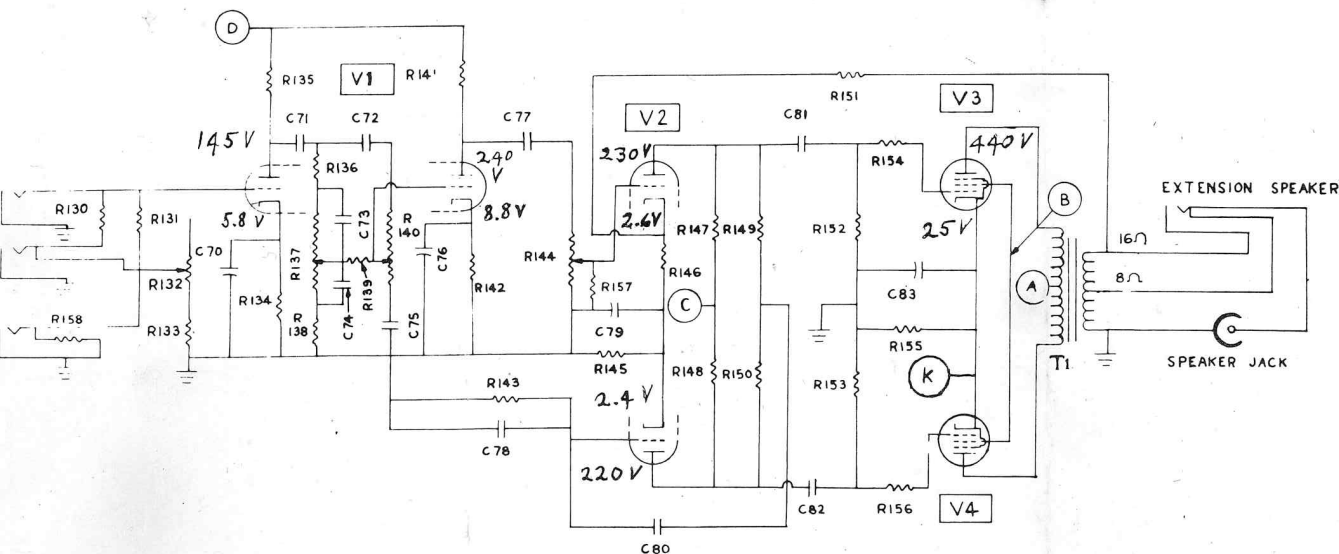 D
R135
V1
R141
C71
C72
C77
145V
R136
240
V
5.8V
8.8V
R130
R131
C70
R132
R134
R133
R158
R137
C73
R
140
R139
C74
R
138
C75
C76
R142
R144
R157
C79
R143
C78
R145
V2
230V
2.6V
R146
2.4V
220V
C80
R151
C81
R147
R149
C
R148
R150
R152
R154
C83
R155
R153
C82
R156
V3
440V
25V
B
K
V4
A
T1
16Ω
8Ω
EXTENSION SPEAKER
SPEAKER JACK